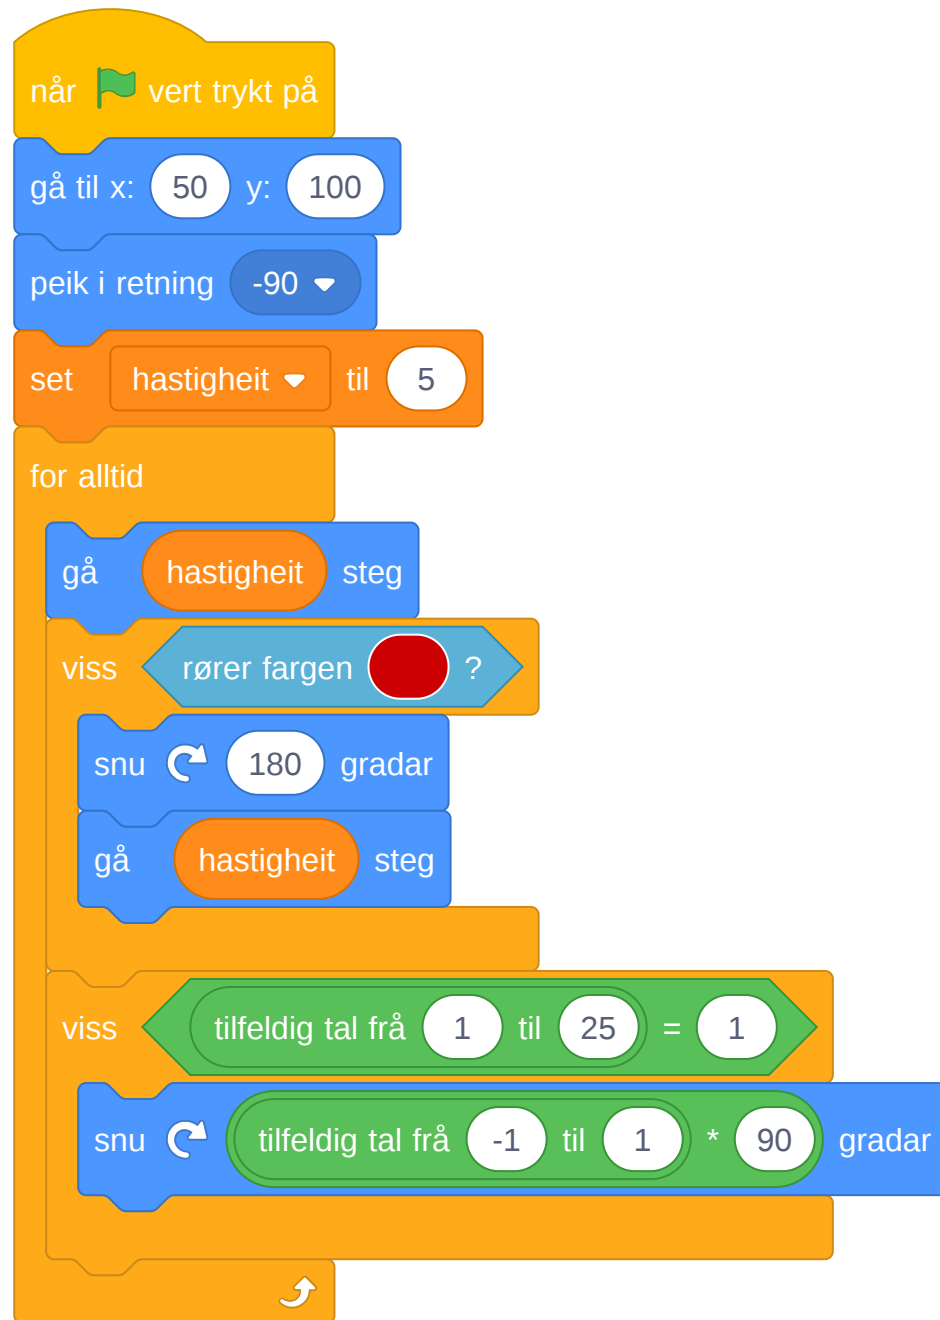 når vert trykt på
gå til x: 50 y: 100
peik i retning -90
set hastigheit til 5
for alltid
gå hastigheit steg
viss rører fargen ?
snu 180 gradar
gå hastigheit steg
viss tilfeldig tal frå 1 til 25 = 1
snu tilfeldig tal frå -1 til 1 * 90 gradar